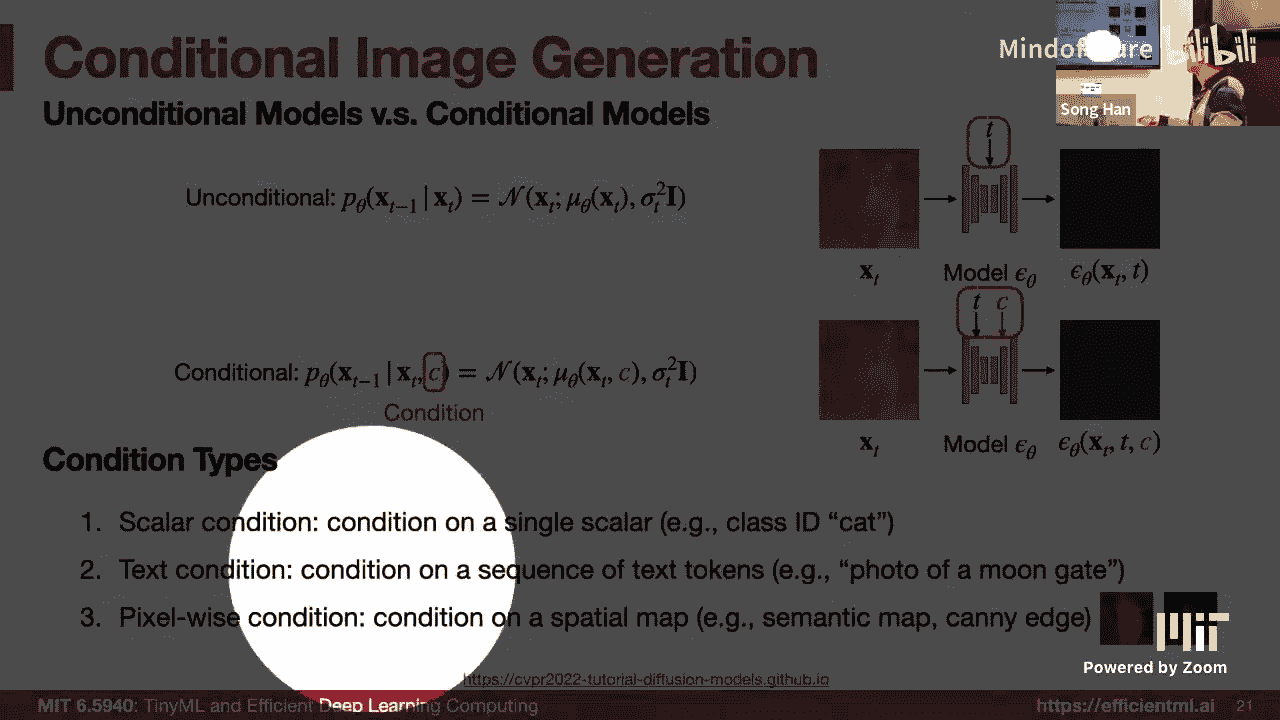 Conditional Image Generation
Unconditional Models v.s. Conditional Models
Song Han
bilibili
t
Unconditional: pθ(xt−1 | xt) = 𝒩(xt; μθ(xt), σt²I)
xt
Model ϵθ
ϵθ(xt, t)
t c
Conditional: pθ(xt−1 | xt, c) = 𝒩(xt; μθ(xt, c), σt²I)
Condition
xt
Model ϵθ
ϵθ(xt, t, c)
Condition Types
1. Scalar condition: condition on a single scalar (e.g., class ID “cat”)
2. Text condition: condition on a sequence of text tokens (e.g., “photo of a moon gate”)
3. Pixel-wise condition: condition on a spatial map (e.g., semantic map, canny edge)
MIT
Powered by Zoom
https://cvpr2022-tutorial-diffusion-models.github.io
MIT 6.5940: TinyML and Efficient Deep Learning Computing
https://efficientml.ai
21